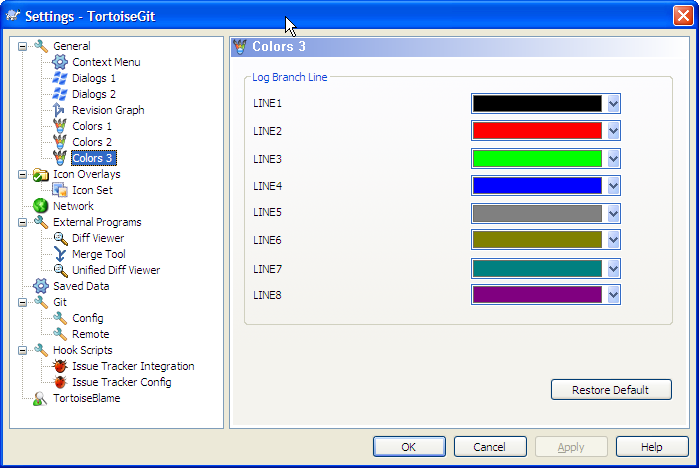 Settings - TortoiseGit
General
Context Menu
Dialogs 1
Dialogs 2
Revision Graph
Colors 1
Colors 2
Colors 3
Icon Overlays
Icon Set
Network
External Programs
Diff Viewer
Merge Tool
Unified Diff Viewer
Saved Data
Git
Config
Remote
Hook Scripts
Issue Tracker Integration
Issue Tracker Config
TortoiseBlame
Colors 3
Log Branch Line
LINE1
LINE2
LINE3
LINE4
LINE5
LINE6
LINE7
LINE8
Restore Default
OK
Cancel
Apply
Help